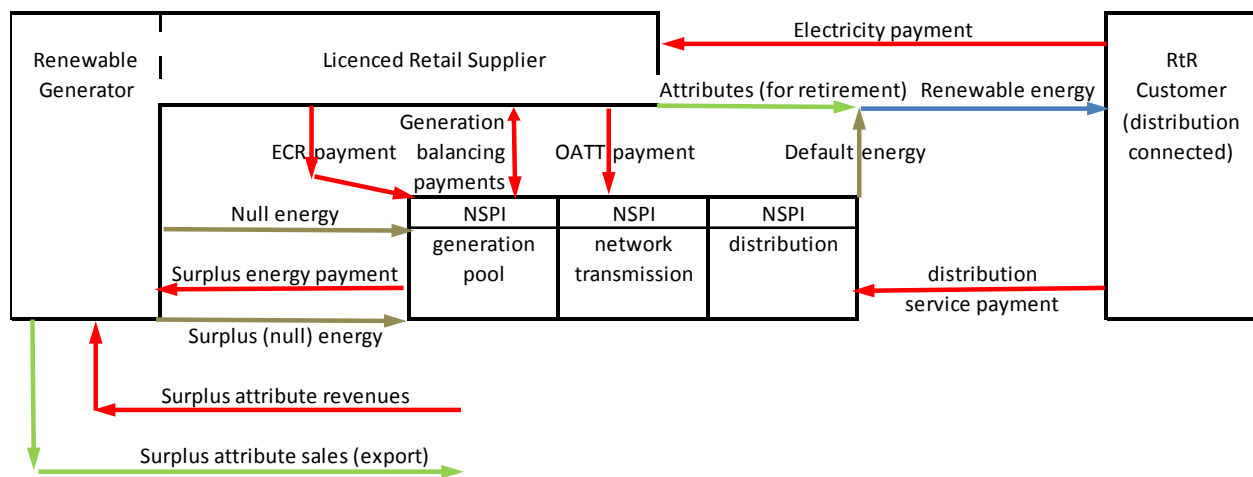 Electricity payment
Renewable
Generator
Licenced Retail Supplier
RtR
Customer
(distribution
connected)
Attributes (for retirement)
Renewable energy
ECR payment
Generation
balancing
payments
OATT payment
Default energy
Null energy
NSPI
generation
pool
NSPI
network
transmission
NSPI
distribution
Surplus energy payment
distribution
service payment
Surplus (null) energy
Surplus attribute revenues
Surplus attribute sales (export)